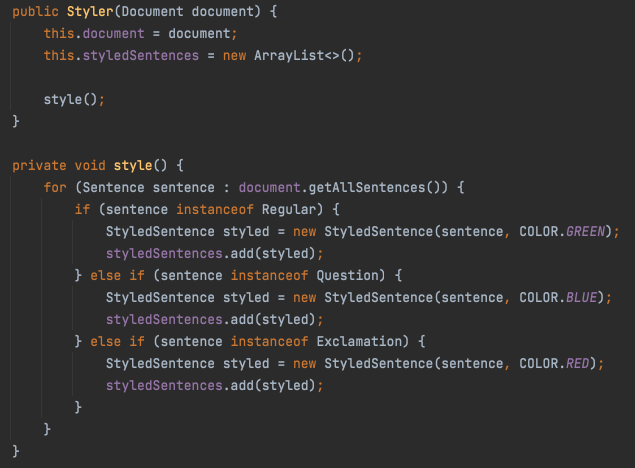 public Styler(Document document) {
    this.document = document;
    this.styledSentences = new ArrayList<>();

    style();
}

private void style() {
    for (Sentence sentence : document.getAllSentences()) {
        if (sentence instanceof Regular) {
            StyledSentence styled = new StyledSentence(sentence, COLOR.GREEN);
            styledSentences.add(styled);
        } else if (sentence instanceof Question) {
            StyledSentence styled = new StyledSentence(sentence, COLOR.BLUE);
            styledSentences.add(styled);
        } else if (sentence instanceof Exclamation) {
            StyledSentence styled = new StyledSentence(sentence, COLOR.RED);
            styledSentences.add(styled);
        }
    }
}